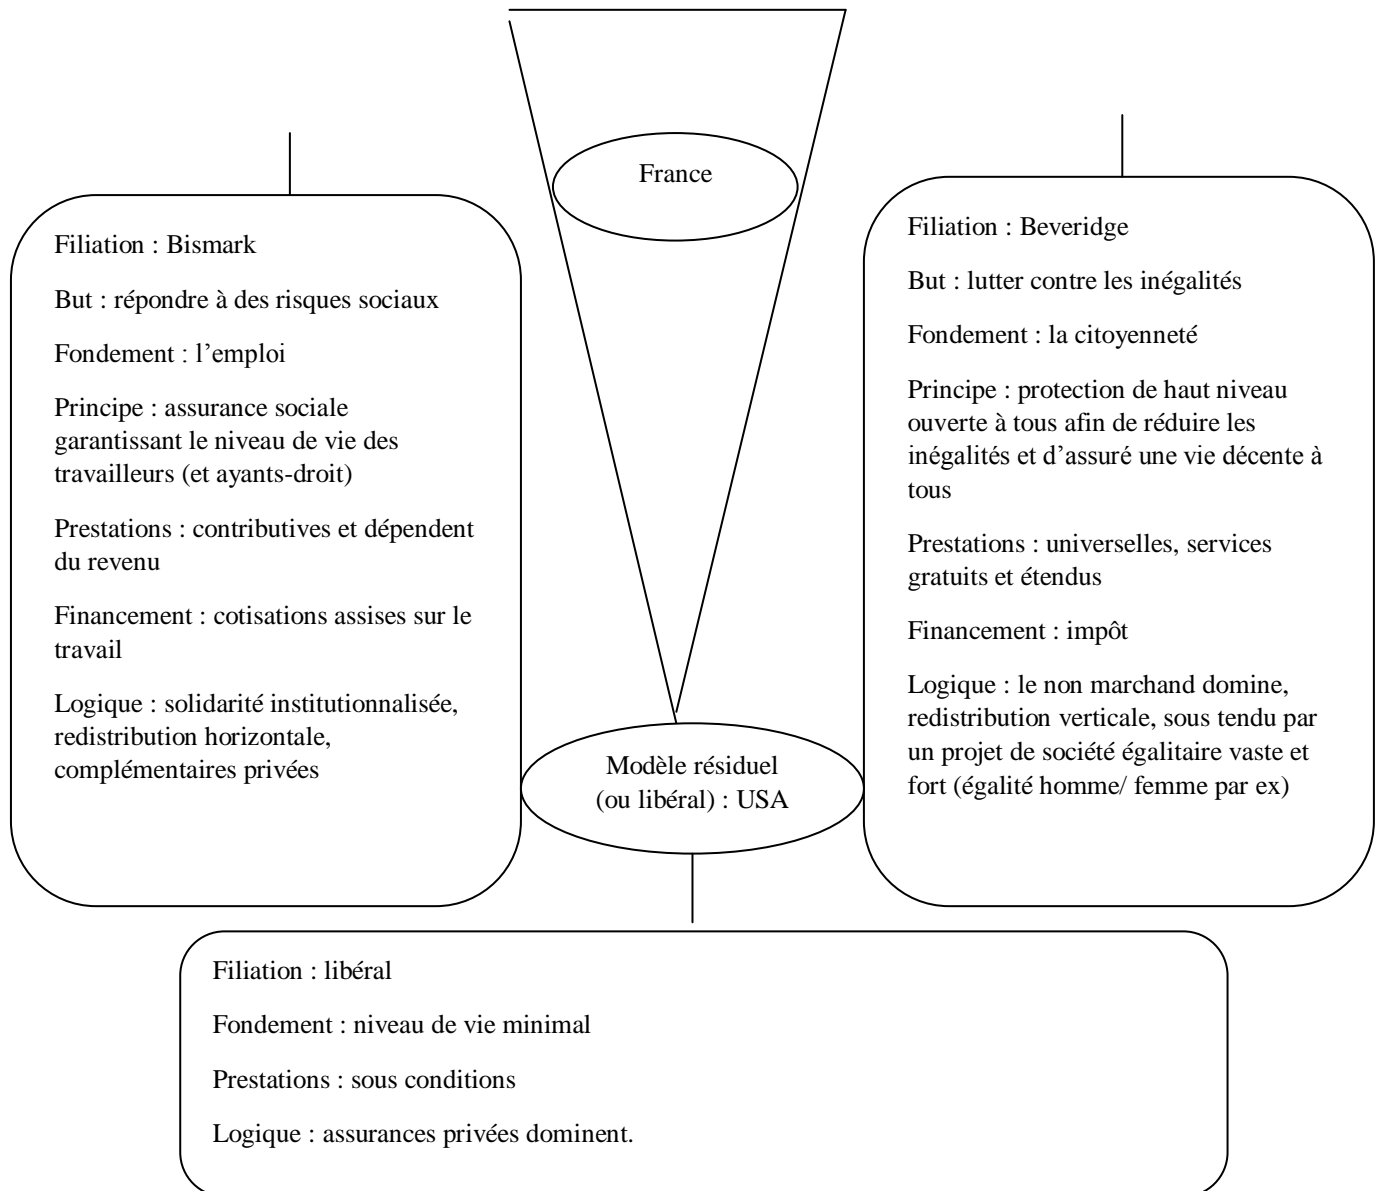 France
Filiation : Bismark
But : répondre à des risques sociaux
Fondement : l’emploi
Principe : assurance sociale
garantissant le niveau de vie des
travailleurs (et ayants-droit)
Prestations : contributives et dépendent
du revenu
Financement : cotisations assises sur le
travail
Logique : solidarité institutionnalisée,
redistribution horizontale,
complémentaires privées
Filiation : Beveridge
But : lutter contre les inégalités
Fondement : la citoyenneté
Principe : protection de haut niveau
ouverte à tous afin de réduire les
inégalités et d’assuré une vie décente à
tous
Prestations : universelles, services
gratuits et étendus
Financement : impôt
Logique : le non marchand domine,
redistribution verticale, sous tendu par
un projet de société égalitaire vaste et
fort (égalité homme/ femme par ex)
Modèle résiduel
(ou libéral) : USA
Filiation : libéral
Fondement : niveau de vie minimal
Prestations : sous conditions
Logique : assurances privées dominent.